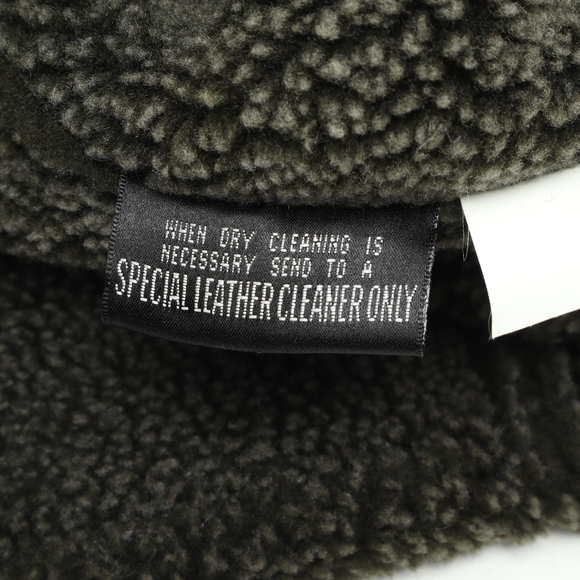 WHEN DRY CLEANING IS
NECESSARY SEND TO A
SPECIAL LEATHER CLEANER ONLY